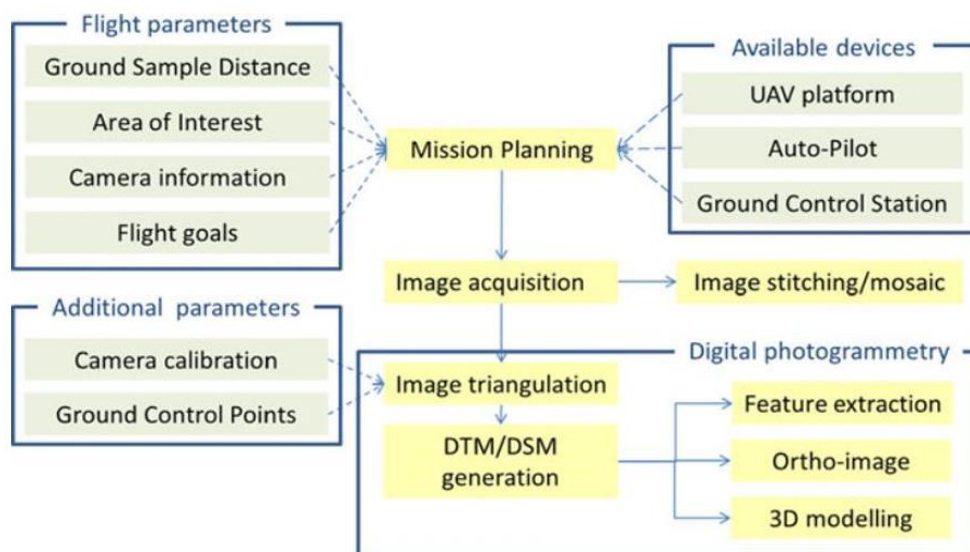 Flight parameters
Ground Sample Distance
Area of Interest
Camera information
Flight goals
Available devices
UAV platform
Auto-Pilot
Ground Control Station
Mission Planning
Image acquisition
Image stitching/mosaic
Additional parameters
Camera calibration
Ground Control Points
Digital photogrammetry
Image triangulation
DTM/DSM
generation
Feature extraction
Ortho-image
3D modelling